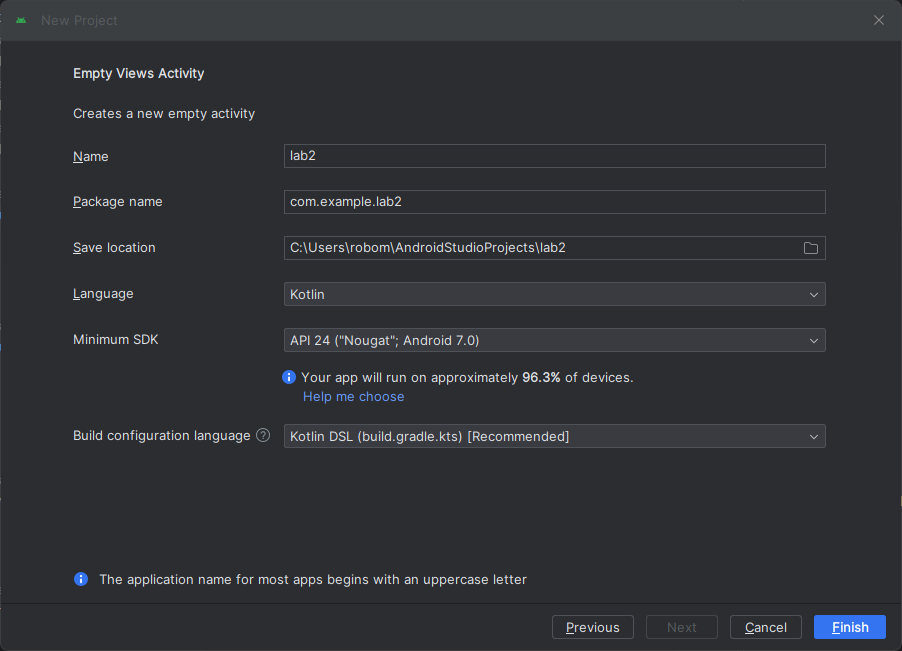 New Project
Empty Views Activity
Creates a new empty activity
Name lab2
Package name com.example.lab2
Save location C:\Users\robom\AndroidStudioProjects\lab2
Language Kotlin
Minimum SDK API 24 ("Nougat"; Android 7.0)
Your app will run on approximately 96.3% of devices.
Help me choose
Build configuration language ? Kotlin DSL (build.gradle.kts) [Recommended]
The application name for most apps begins with an uppercase letter
Previous Next Cancel Finish